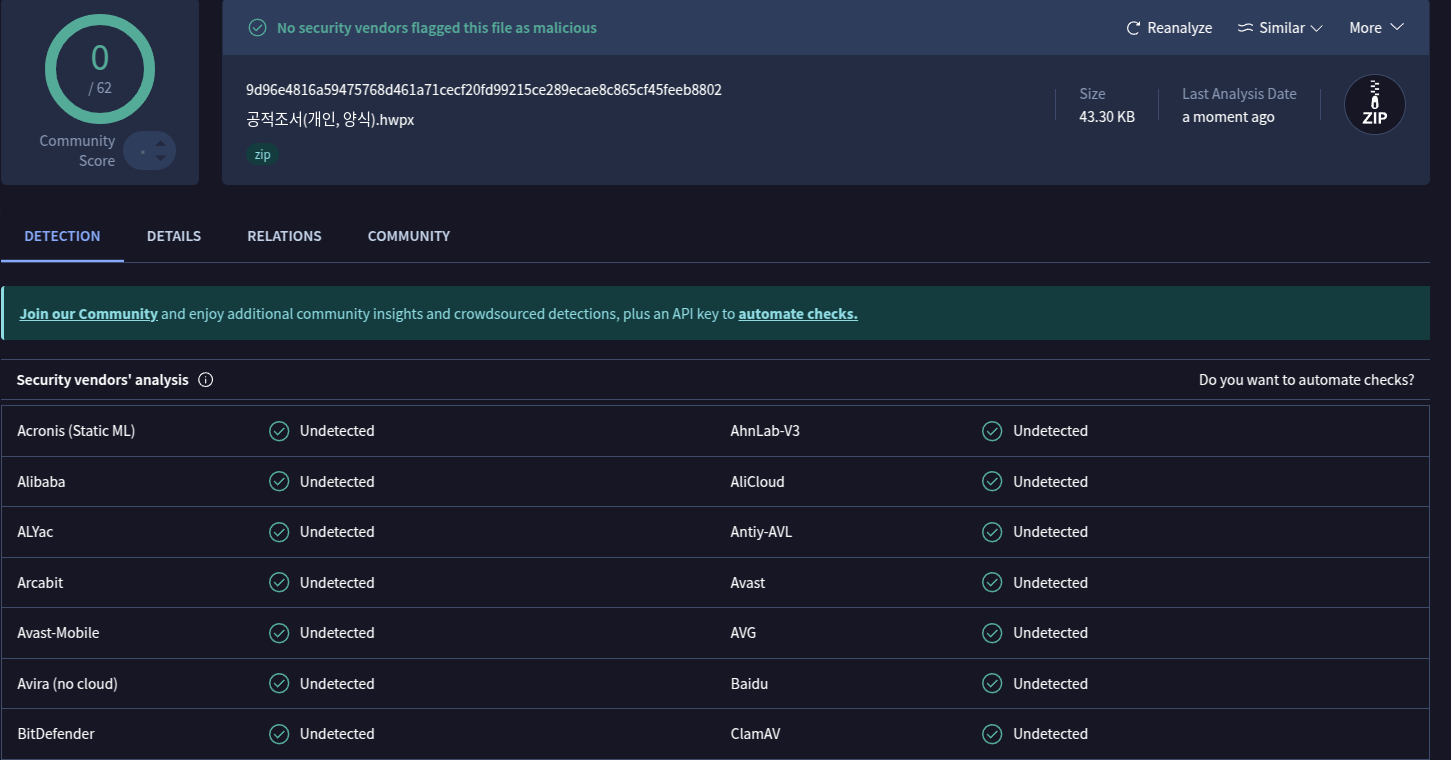 0
/ 62
Community
Score
No security vendors flagged this file as malicious
Reanalyze
Similar
More
9d96e4816a59475768d461a71cecf20fd99215ce289ecae8c865cf45feeb8802
공적조서(개인, 양식).hwpx
zip
Size
43.30 KB
Last Analysis Date
a moment ago
ZIP
DETECTION DETAILS RELATIONS COMMUNITY
Join our Community and enjoy additional community insights and crowdsourced detections, plus an API key to automate checks.
Security vendors' analysis
Do you want to automate checks?
Acronis (Static ML) Undetected AhnLab-V3 Undetected
Alibaba Undetected AliCloud Undetected
ALYac Undetected Antiy-AVL Undetected
Arcabit Undetected Avast Undetected
Avast-Mobile Undetected AVG Undetected
Avira (no cloud) Undetected Baidu Undetected
BitDefender Undetected ClamAV Undetected